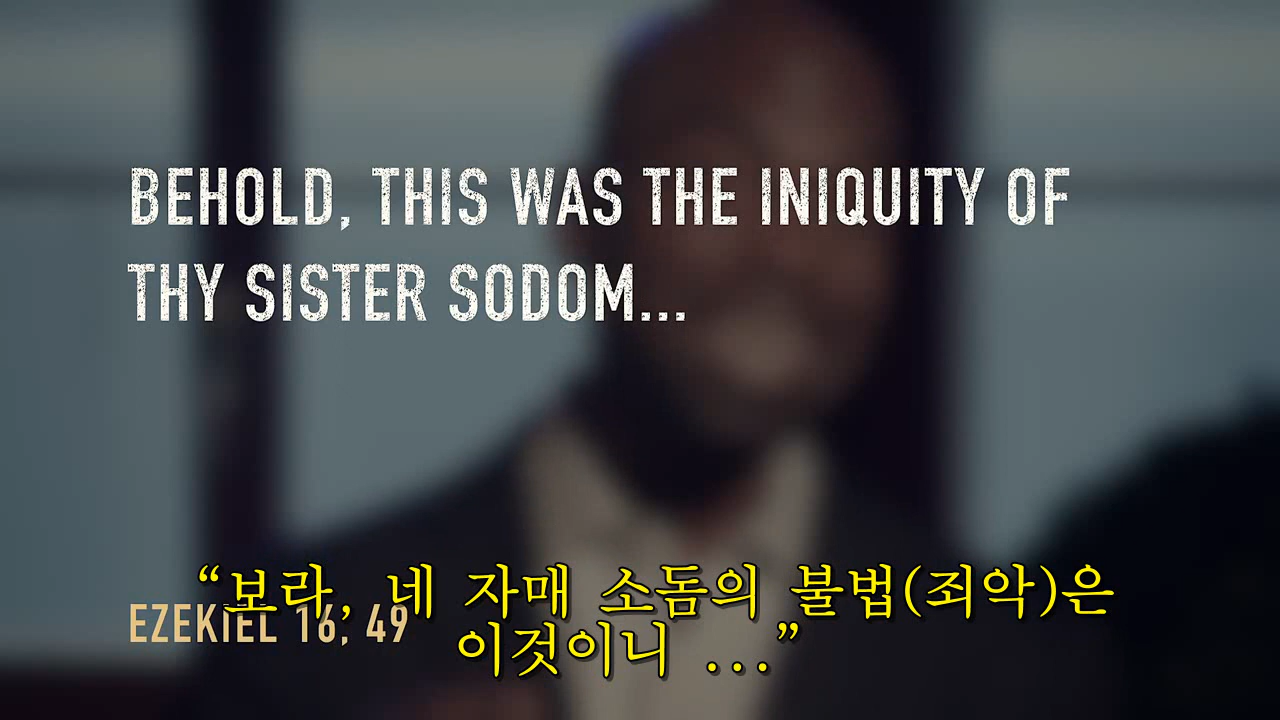 BEHOLD, THIS WAS THE INIQUITY OF
THY SISTER SODOM...
EZEKIEL 16, 49
“보라, 네 자매 소돔의 불법(죄악)은
이것이니 ...”